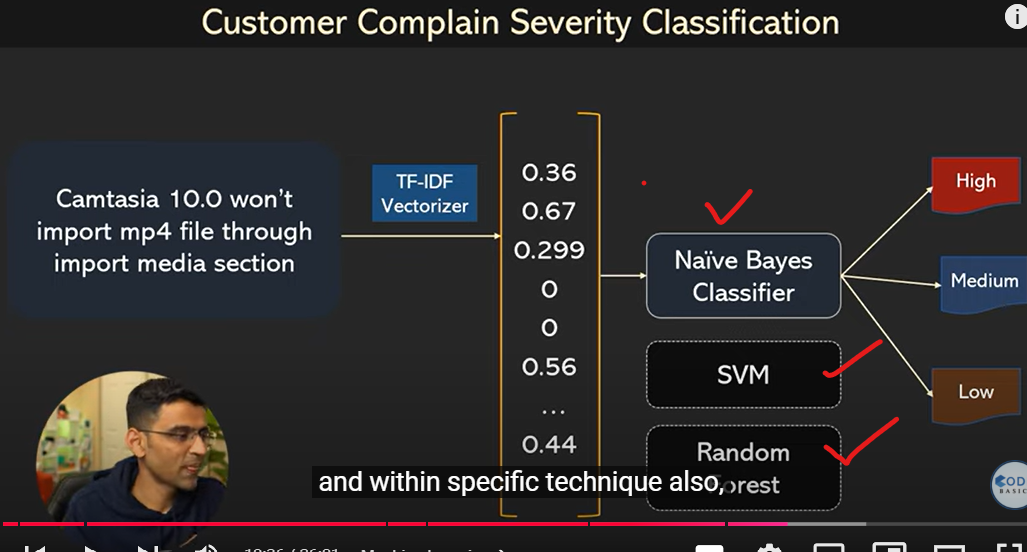 Customer Complain Severity Classification
Camtasia 10.0 won't
import mp4 file through
import media section
TF-IDF
Vectorizer
0.36
0.67
0.299
0
0
0.56
...
0.44
Naïve Bayes
Classifier
SVM
Random
Forest
High
Medium
Low
and within specific technique also,